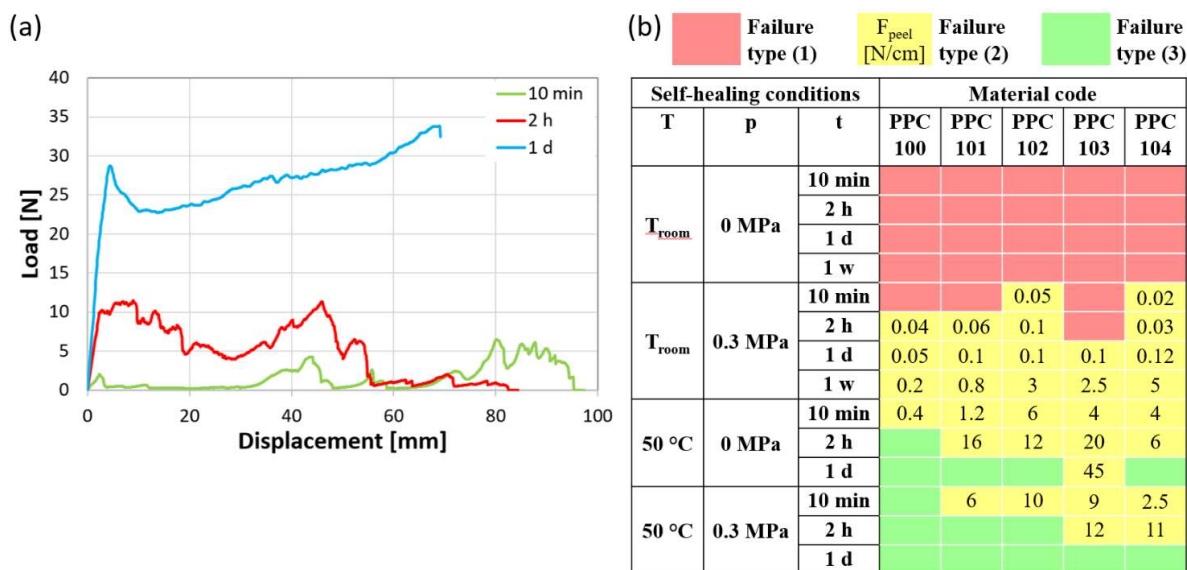 (a)
40
35
30
25
20
15
10
5
0
Load [N]
10 min
2 h
1 d
0 20 40 60 80 100
Displacement [mm]
(b)
Failure type (1)
F_peel [N/cm]
Failure type (2)
Failure type (3)
Self-healing conditions Material code
T p t PPC 100 PPC 101 PPC 102 PPC 103 PPC 104
T_room 0 MPa 10 min
2 h
1 d
1 w
T_room 0.3 MPa 10 min 0.05 0.02
2 h 0.04 0.06 0.1 0.03
1 d 0.05 0.1 0.1 0.1 0.12
1 w 0.2 0.8 3 2.5 5
50 °C 0 MPa 10 min 0.4 1.2 6 4 4
2 h 16 12 20 6
1 d 45
50 °C 0.3 MPa 10 min 6 10 9 2.5
2 h 12 11
1 d